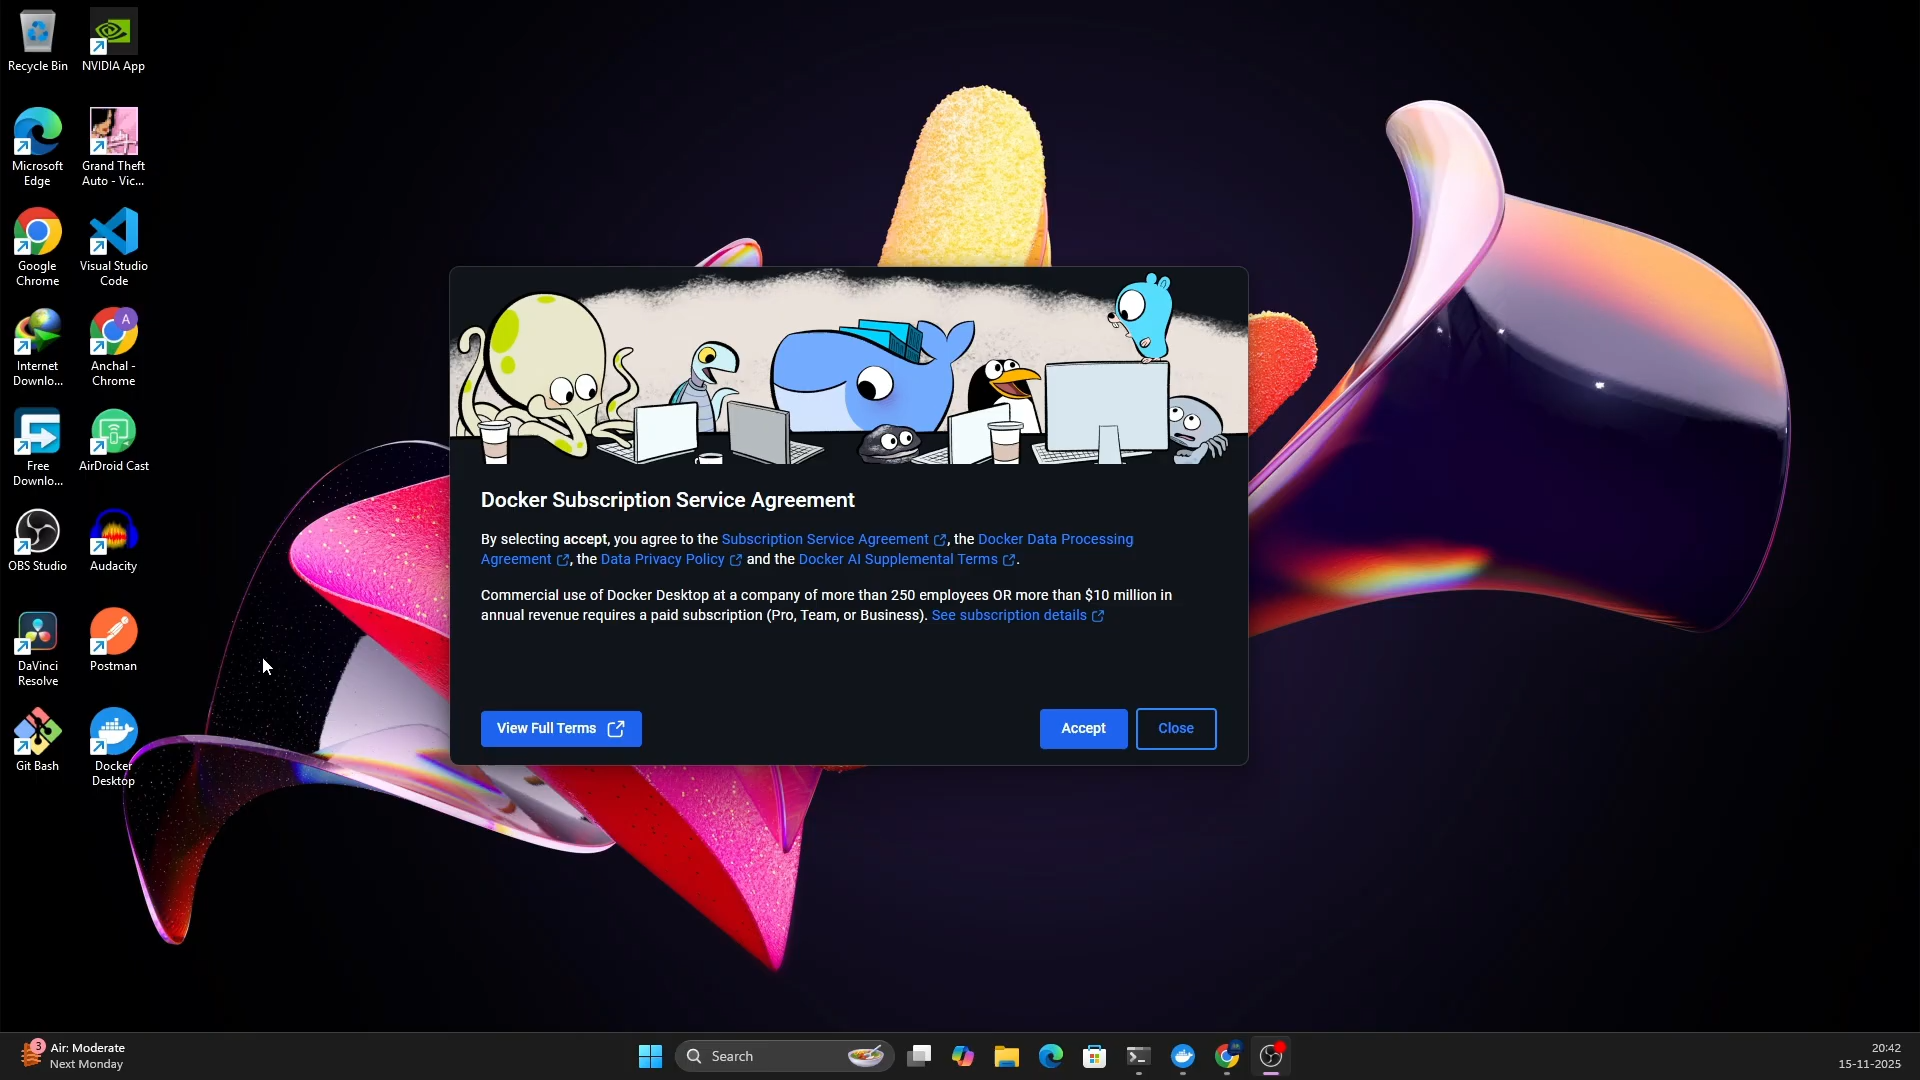 Recycle Bin
NVIDIA App
Microsoft
Edge
Grand Theft
Auto - Vic...
Google
Chrome
Visual Studio
Code
Internet
Downlo...
Anchal -
Chrome
A
Free
Downlo...
AirDroid Cast
OBS Studio
Audacity
DaVinci
Resolve
Postman
Git Bash
Docker
Desktop
Docker Subscription Service Agreement
By selecting accept, you agree to the Subscription Service Agreement, the Docker Data Processing
Agreement, the Data Privacy Policy and the Docker AI Supplemental Terms.
Commercial use of Docker Desktop at a company of more than 250 employees OR more than $10 million in
annual revenue requires a paid subscription (Pro, Team, or Business). See subscription details
View Full Terms
Accept
Close
3
Air: Moderate
Next Monday
Search
20:42
15-11-2025